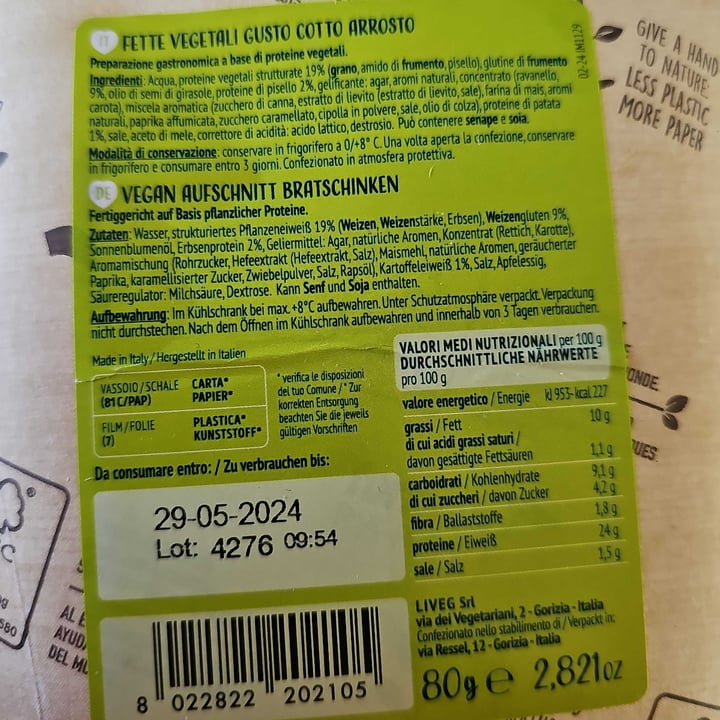 IT FETTE VEGETALI GUSTO COTTO ARROSTO
Preparazione gastronomica a base di proteine vegetali.
Ingredienti: Acqua, proteine vegetali strutturate 19% (grano, amido di frumento, pisello), glutine di frumento
9%, olio di semi di girasole, proteine di pisello 2%, gelificante: agar, aromi naturali, concentrato (ravanello,
carota), miscela aromatica (zucchero di canna, estratto di lievito (estratto di lievito, sale), farina di mais, aromi
naturali, paprika affumicata, zucchero caramellato, cipolla in polvere, sale, olio di colza), proteine di patata
1%, sale, aceto di mele, correttore di acidità: acido lattico, destrosio. Può contenere senape e soia.
Modalità di conservazione: conservare in frigorifero a 0/+8° C. Una volta aperta la confezione, conservare
in frigorifero e consumare entro 3 giorni. Confezionato in atmosfera protettiva.
02-24 IM1129
DE VEGAN AUFSCHNITT BRATSCHINKEN
Fertiggericht auf Basis pflanzlicher Proteine.
Zutaten: Wasser, strukturiertes Pflanzeneiweiß 19% (Weizen, Weizenstärke, Erbsen), Weizengluten 9%,
Sonnenblumenöl, Erbsenprotein 2%, Geliermittel: Agar, natürliche Aromen, Konzentrat (Rettich, Karotte),
Aromamischung (Rohrzucker, Hefeextrakt (Hefeextrakt, Salz), Maismehl, natürliche Aromen, geräucherter
Paprika, karamellisierter Zucker, Zwiebelpulver, Salz, Rapsöl), Kartoffeleiweiß 1%, Salz, Apfelessig,
Säureregulator: Milchsäure, Dextrose. Kann Senf und Soja enthalten.
Aufbewahrung: Im Kühlschrank bei max. +8°C aufbewahren. Unter Schutzatmosphäre verpackt. Verpackung
nicht durchstechen. Nach dem Öffnen im Kühlschrank aufbewahren und innerhalb von 3 Tagen verbrauchen.
Made in Italy / Hergestellt in Italien
VASSOIO/SCHALE CARTA*
(81 C/PAP) PAPIER*
FILM/FOLIE PLASTICA*
(7) KUNSTSTOFF*
*verifica le disposizioni
del tuo Comune / * Zur
korrekten Entsorgung
beachten Sie die jeweils
gültigen Vorschriften
Da consumare entro: / Zu verbrauchen bis:
29-05-2024
Lot: 4276 09:54
8 022822 202105
VALORI MEDI NUTRIZIONALI per 100 g
DURCHSCHNITTLICHE NÄHRWERTE
pro 100 g
valore energetico / Energie kJ 953- kcal 227
grassi / Fett 10 g
di cui acidi grassi saturi /
davon gesättigte Fettsäuren 1,1 g
carboidrati / Kohlenhydrate 9,1 g
di cui zuccheri / davon Zucker 4,2 g
fibra / Ballaststoffe 1,8 g
proteine / Eiweiß 24 g
sale / Salz 1,5 g
LIVEG Srl
via dei Vegetariani, 2 - Gorizia - Italia
Confezionato nello stabilimento di / Verpackt in:
via Ressel, 12 - Gorizia - Italia
80g e 2,821oz
GIVE A HAND
TO NATURE:
LESS PLASTIC
MORE PAPER